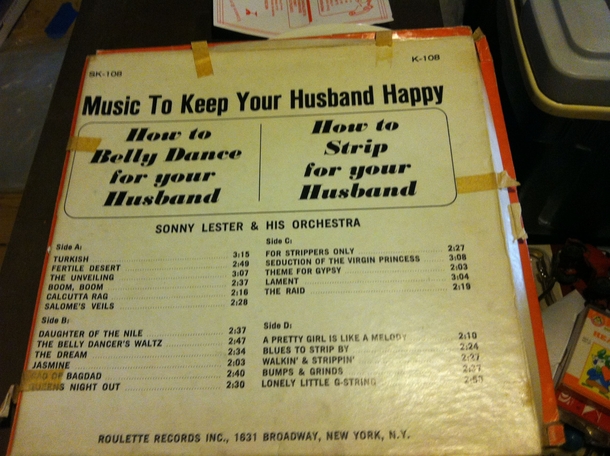 SK-108
K-108
Music To Keep Your Husband Happy
How to
Belly Dance
for your
Husband
How to
Strip
for your
Husband
SONNY LESTER & HIS ORCHESTRA
Side A:
TURKISH 3:15
FERTILE DESERT 2:49
THE UNVEILING 3:07
BOOM, BOOM 2:37
CALCUTTA RAG 2:16
SALOME'S VEILS 2:28
Side B:
DAUGHTER OF THE NILE 2:37
THE BELLY DANCER'S WALTZ 2:47
THE DREAM 2:34
JASMINE 2:03
OF BAGDAD 2:40
NIGHT OUT 2:30
Side C:
FOR STRIPPERS ONLY 2:27
SEDUCTION OF THE VIRGIN PRINCESS 3:08
THEME FOR GYPSY 2:03
LAMENT 3:04
THE RAID 2:19
Side D:
A PRETTY GIRL IS LIKE A MELODY 2:10
BLUES TO STRIP BY 2:24
WALKIN' & STRIPPIN' 2:27
BUMPS & GRINDS
LONELY LITTLE G-STRING
ROULETTE RECORDS INC., 1631 BROADWAY, NEW YORK, N.Y.